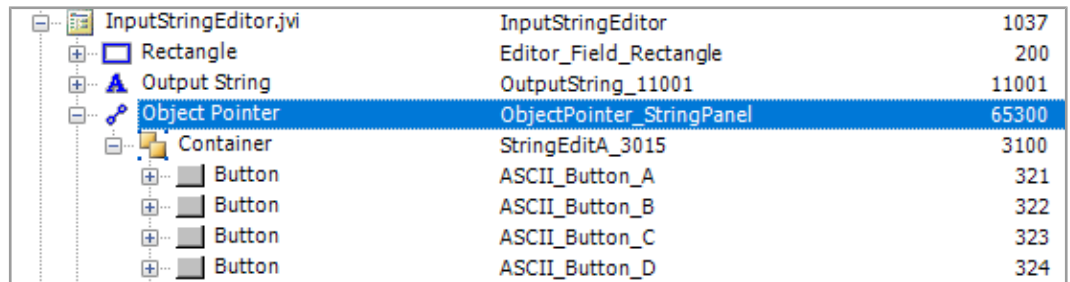 InputStringEditor.jvi InputStringEditor 1037
Rectangle Editor_Field_Rectangle 200
A Output String OutputString_11001 11001
Object Pointer ObjectPointer_StringPanel 65300
Container StringEditA_3015 3100
Button ASCII_Button_A 321
Button ASCII_Button_B 322
Button ASCII_Button_C 323
Button ASCII_Button_D 324